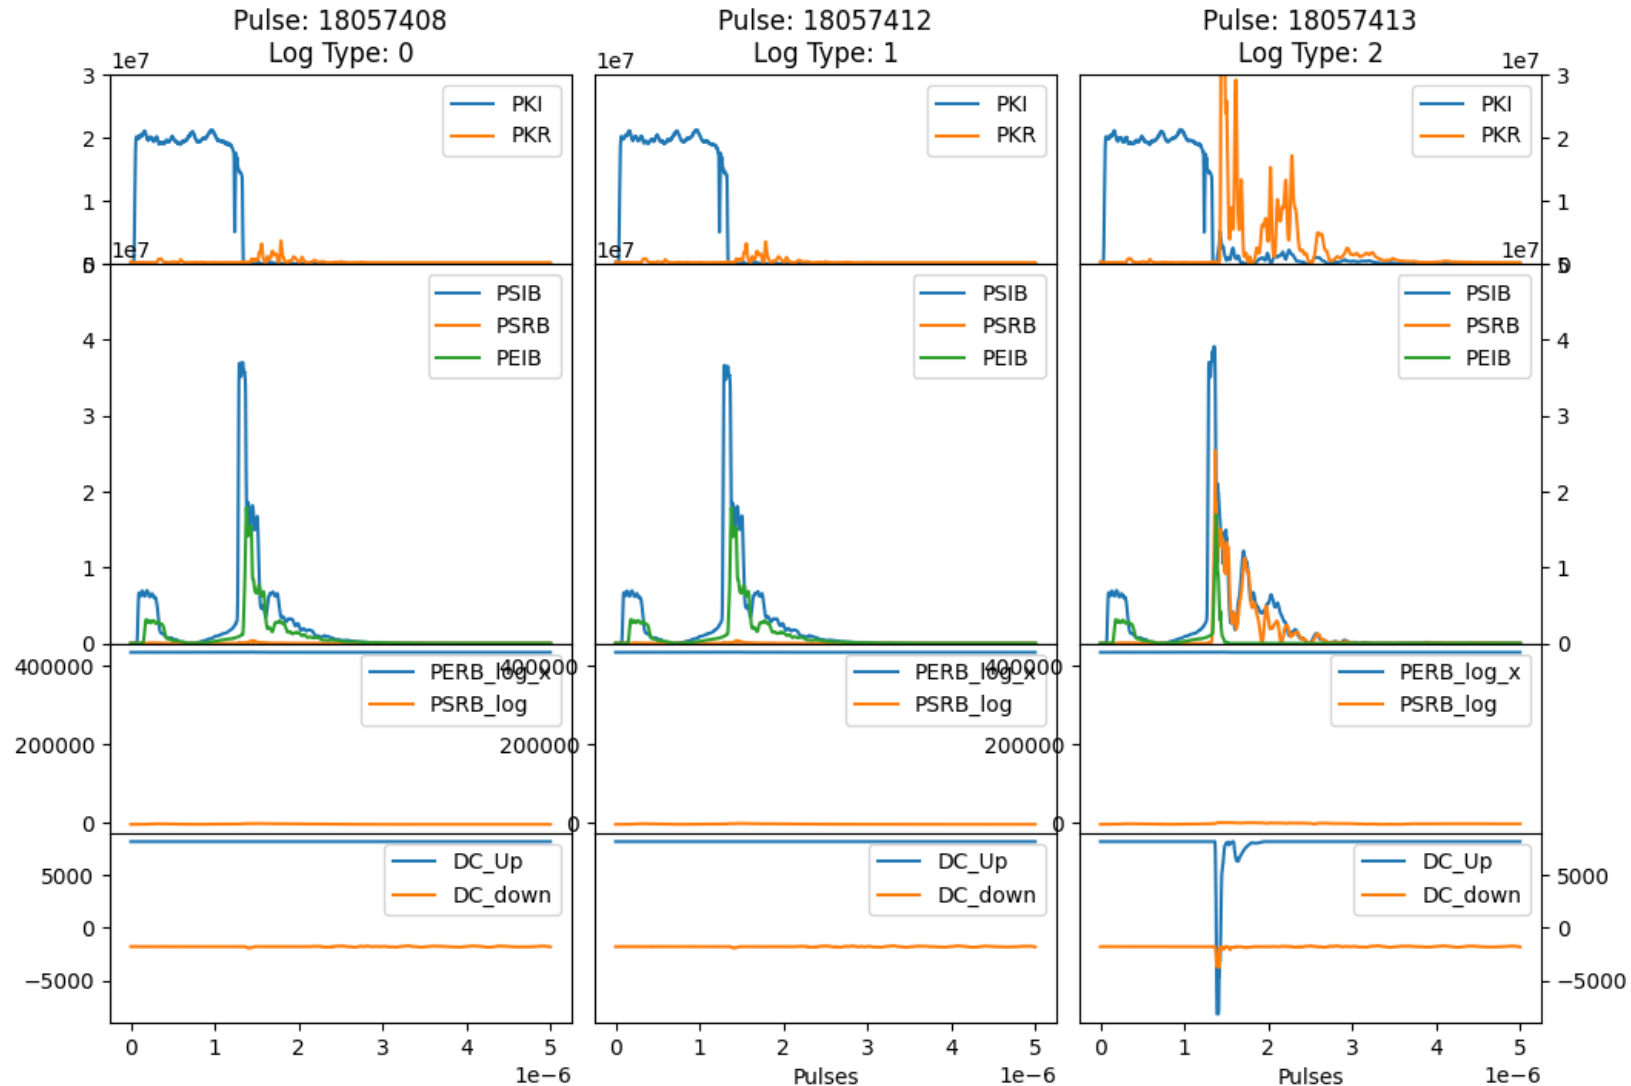 Pulse: 18057408
Log Type: 0
Pulse: 18057412
Log Type: 1
Pulse: 18057413
Log Type: 2
1e7
1e7
1e7
3
2
1
0
PKI
PKR
PKI
PKR
PKI
PKR
3
2
1
0
1e7
1e7
1e7
5
4
3
2
1
0
PSIB
PSRB
PEIB
PSIB
PSRB
PEIB
PSIB
PSRB
PEIB
5
4
3
2
1
0
400000
200000
0
PERB_log_x
PSRB_log
400000
200000
0
PERB_log_x
PSRB_log
400000
200000
0
PERB_log_x
PSRB_log
5000
0
−5000
DC_Up
DC_down
DC_Up
DC_down
DC_Up
DC_down
5000
0
−5000
0 1 2 3 4 5
1e−6
0 1 2 3 4 5
Pulses 1e−6
0 1 2 3 4 5
Pulses 1e−6